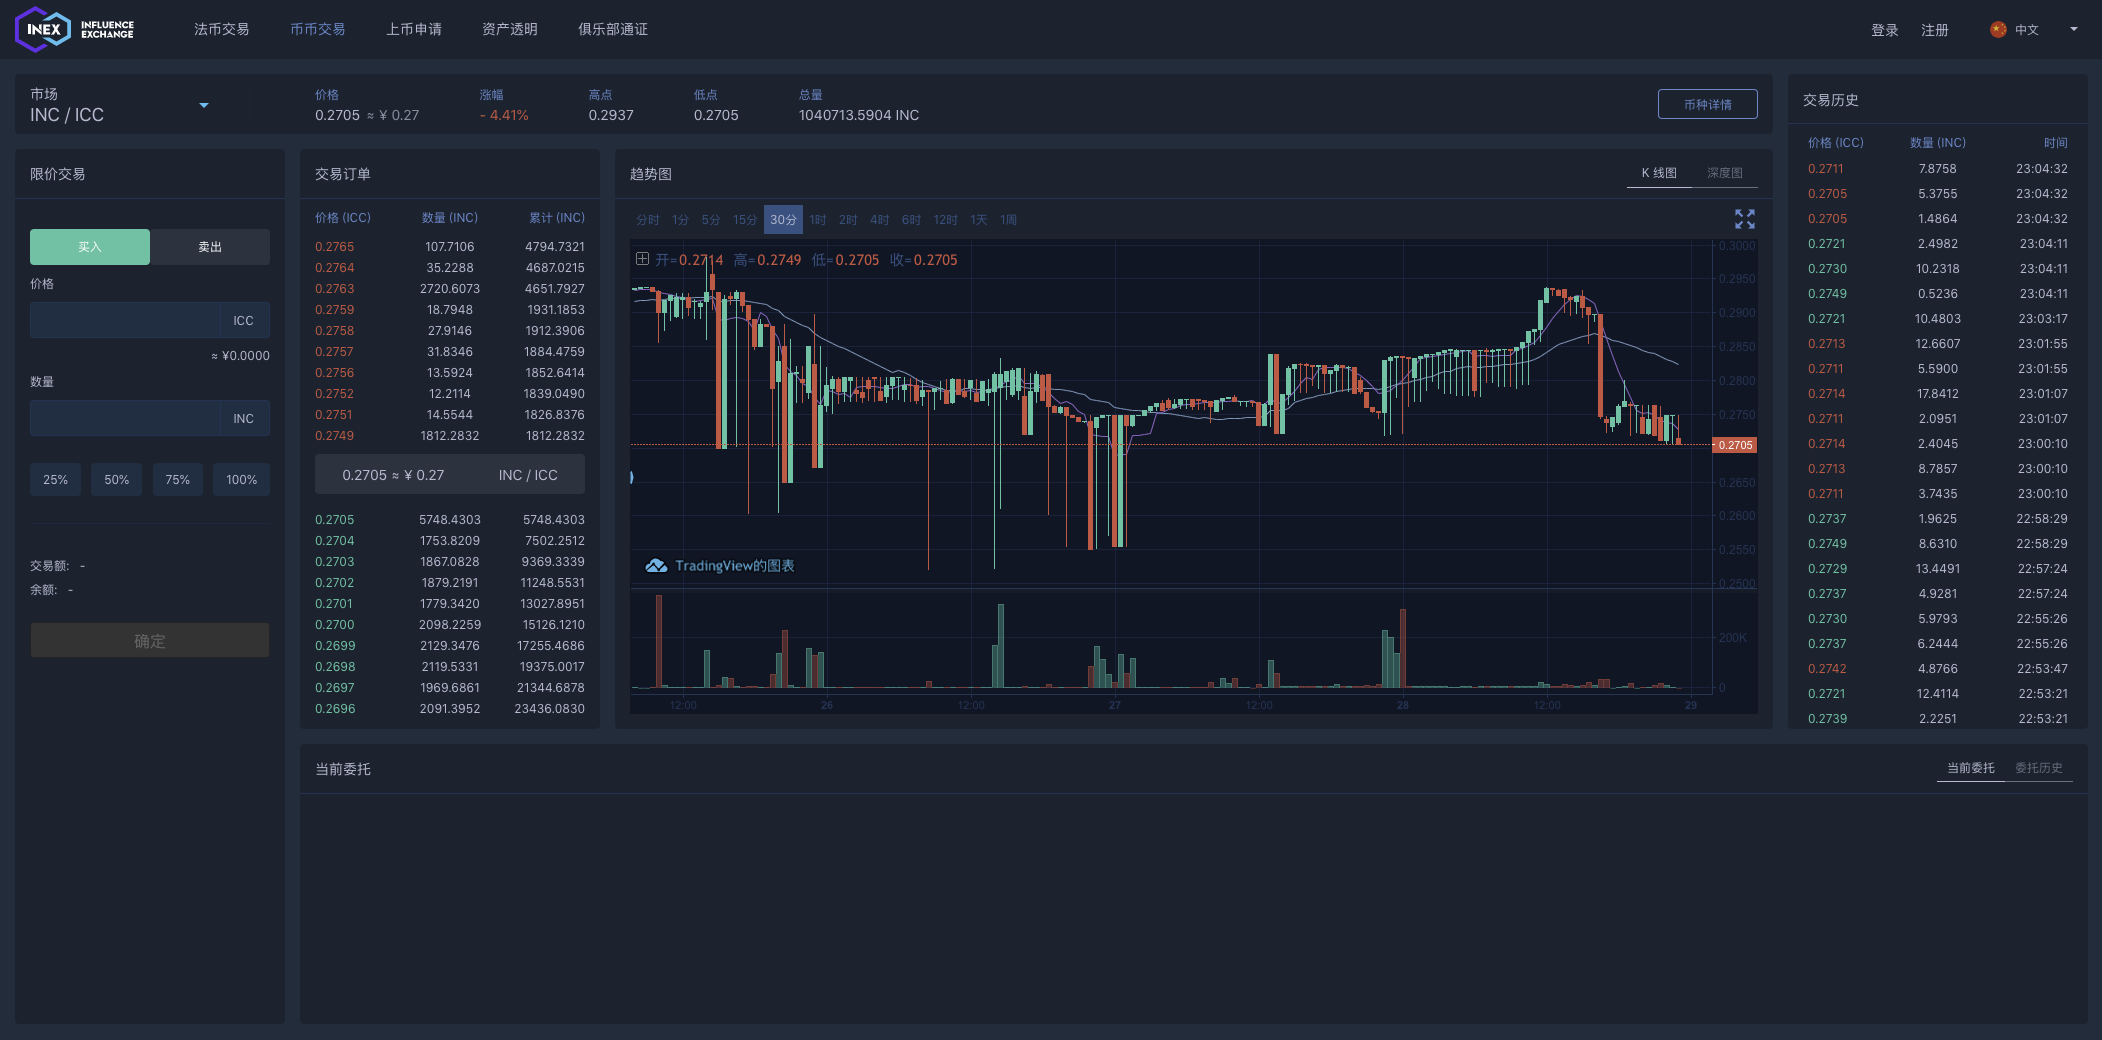 INEX INFLUENCE EXCHANGE 法币交易 币币交易 上币申请 资产透明 俱乐部通证 登录 注册 中文
市场
INC / ICC
价格 涨幅 高点 低点 总量
0.2705 ≈ ¥ 0.27 - 4.41% 0.2937 0.2705 1040713.5904 INC
币种详情
限价交易
买入 卖出
价格
ICC
≈ ¥0.0000
数量
INC
25% 50% 75% 100%
交易额: -
余额: -
确定
交易订单
价格 (ICC) 数量 (INC) 累计 (INC)
0.2765 107.7106 4794.7321
0.2764 35.2288 4687.0215
0.2763 2720.6073 4651.7927
0.2759 18.7948 1931.1853
0.2758 27.9146 1912.3906
0.2757 31.8346 1884.4759
0.2756 13.5924 1852.6414
0.2752 12.2114 1839.0490
0.2751 14.5544 1826.8376
0.2749 1812.2832 1812.2832
0.2705 ≈ ¥ 0.27 INC / ICC
0.2705 5748.4303 5748.4303
0.2704 1753.8209 7502.2512
0.2703 1867.0828 9369.3339
0.2702 1879.2191 11248.5531
0.2701 1779.3420 13027.8951
0.2700 2098.2259 15126.1210
0.2699 2129.3476 17255.4686
0.2698 2119.5331 19375.0017
0.2697 1969.6861 21344.6878
0.2696 2091.3952 23436.0830
趋势图 K 线图 深度图
分时 1分 5分 15分 30分 1时 2时 4时 6时 12时 1天 1周
开=0.2714 高=0.2749 低=0.2705 收=0.2705
0.3000
0.2950
0.2900
0.2850
0.2800
0.2750
0.2705
0.2650
0.2600
0.2550
0.2500
TradingView的图表
200K
0
12:00 26 12:00 27 12:00 28 12:00 29
交易历史
价格 (ICC) 数量 (INC) 时间
0.2711 7.8758 23:04:32
0.2705 5.3755 23:04:32
0.2705 1.4864 23:04:32
0.2721 2.4982 23:04:11
0.2730 10.2318 23:04:11
0.2749 0.5236 23:04:11
0.2721 10.4803 23:03:17
0.2713 12.6607 23:01:55
0.2711 5.5900 23:01:55
0.2714 17.8412 23:01:07
0.2711 2.0951 23:01:07
0.2714 2.4045 23:00:10
0.2713 8.7857 23:00:10
0.2711 3.7435 23:00:10
0.2737 1.9625 22:58:29
0.2749 8.6310 22:58:29
0.2729 13.4491 22:57:24
0.2737 4.9281 22:57:24
0.2730 5.9793 22:55:26
0.2737 6.2444 22:55:26
0.2742 4.8766 22:53:47
0.2721 12.4114 22:53:21
0.2739 2.2251 22:53:21
当前委托 当前委托 委托历史